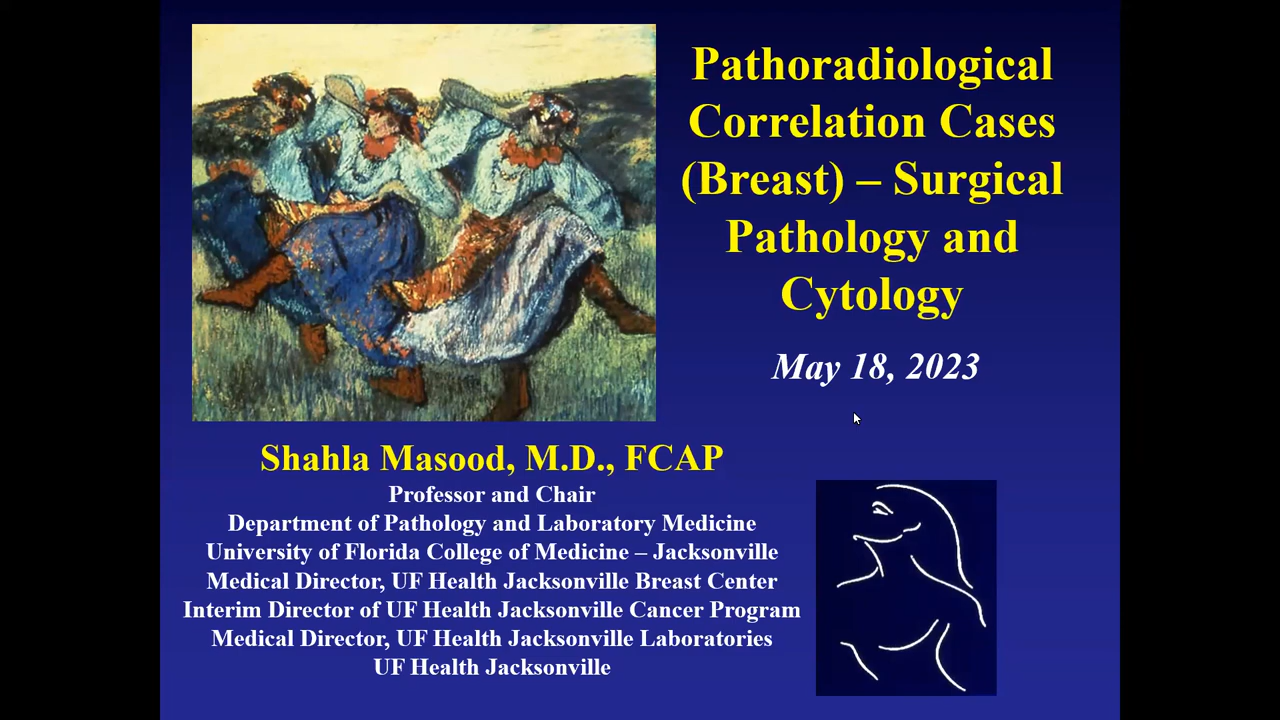 Pathoradiological
Correlation Cases
(Breast) – Surgical
Pathology and
Cytology
May 18, 2023
Shahla Masood, M.D., FCAP
Professor and Chair
Department of Pathology and Laboratory Medicine
University of Florida College of Medicine – Jacksonville
Medical Director, UF Health Jacksonville Breast Center
Interim Director of UF Health Jacksonville Cancer Program
Medical Director, UF Health Jacksonville Laboratories
UF Health Jacksonville